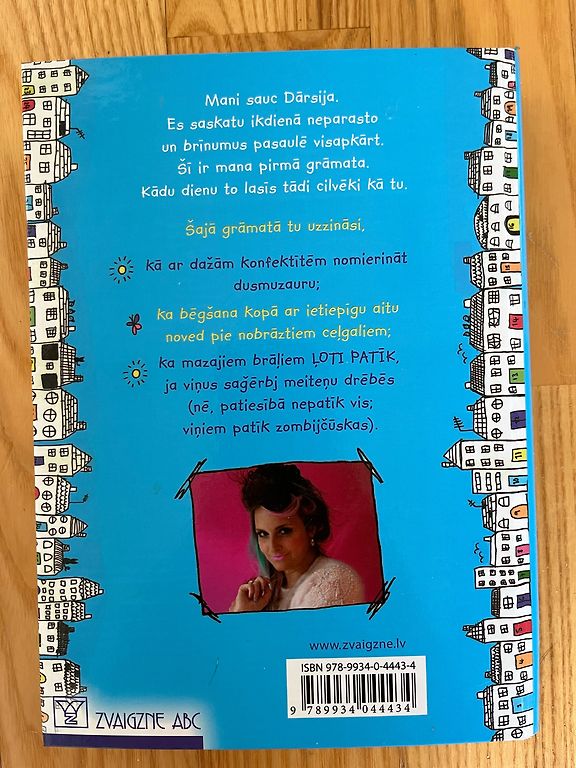 Mani sauc Dārsija.
Es saskatu ikdienā neparasto
un brīnumus pasaulē visapkārt.
Šī ir mana pirmā grāmata.
Kādu dienu to lasīs tādi cilvēki kā tu.
Šajā grāmatā tu uzzināsi,
kā ar dažām konfektītēm nomierināt
dusmuzauru;
ka bēgšana kopā ar ietiepīgu aitu
noved pie nobrāztiem ceļgaliem;
ka mazajiem brāļiem ĻOTI PATĪK,
ja viņus saģērbj meiteņu drēbēs
(nē, patiesībā nepatīk vis;
viņiem patīk zombijčūskas).
www.zvaigzne.lv
ISBN 978-9934-0-4443-4
9 789934 044434
ZVAIGZNE ABC